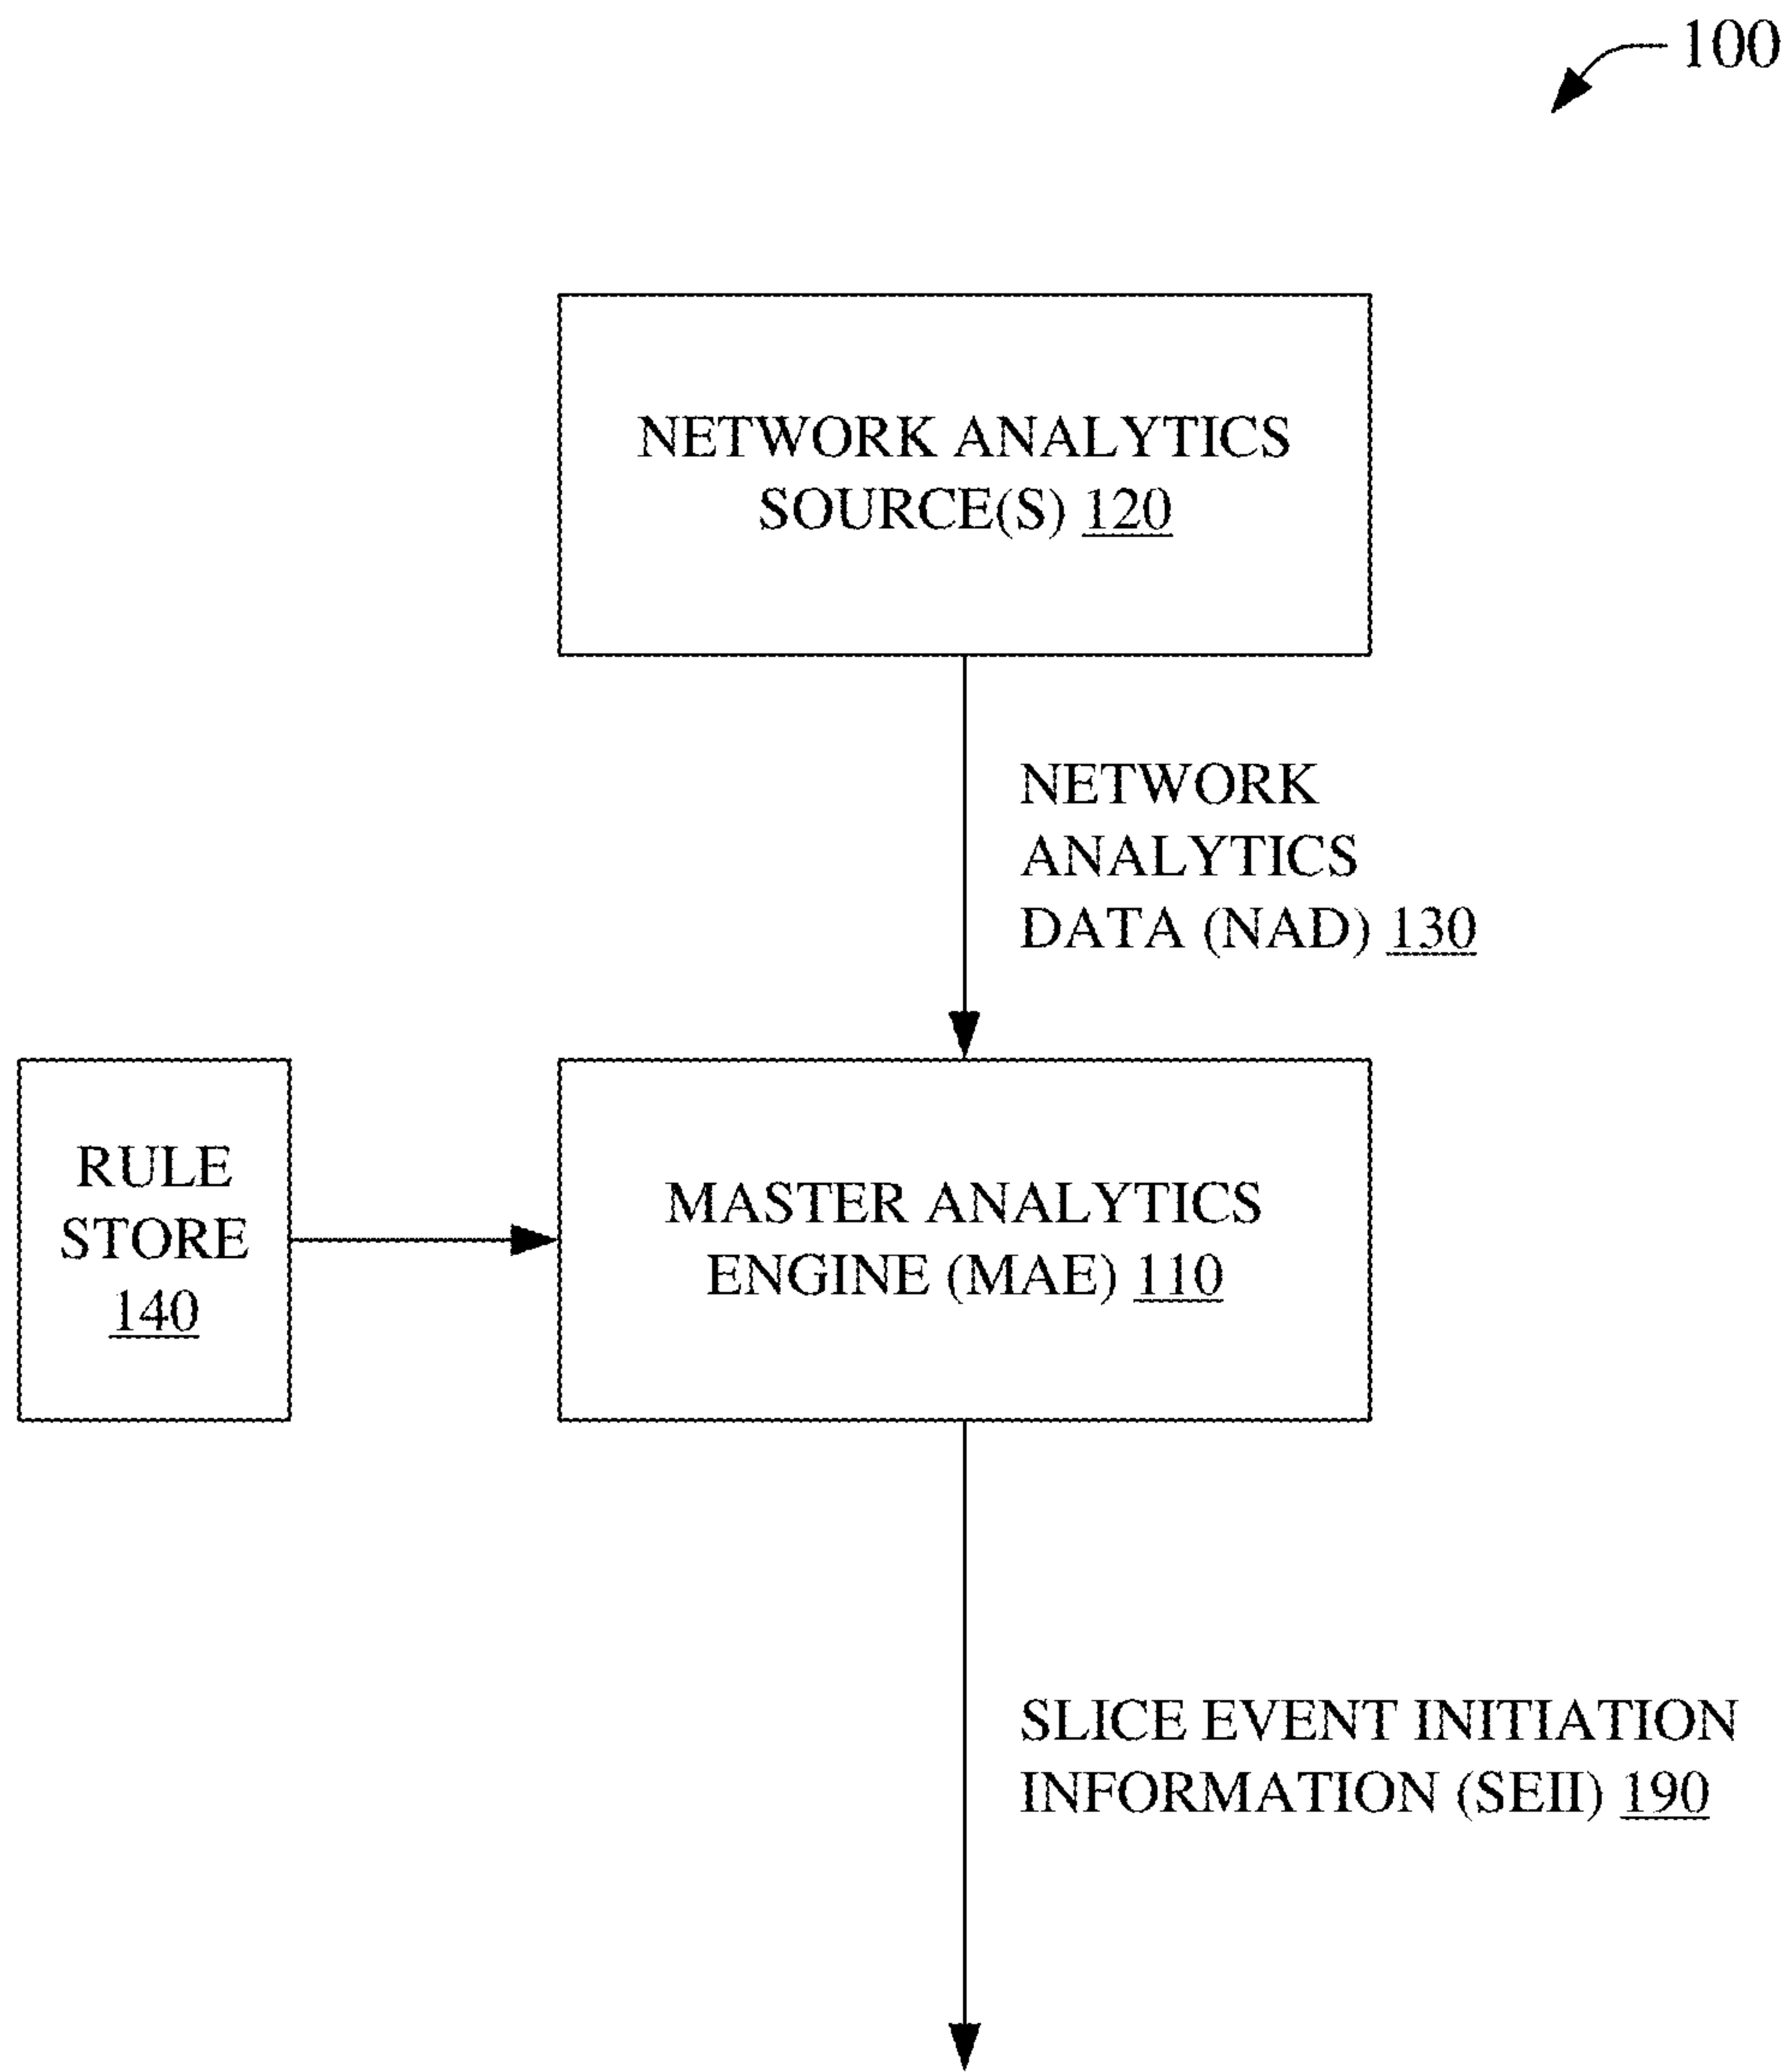 100
NETWORK ANALYTICS
SOURCE(S) 120
NETWORK
ANALYTICS
DATA (NAD) 130
RULE
STORE
140
MASTER ANALYTICS
ENGINE (MAE) 110
SLICE EVENT INITIATION
INFORMATION (SEII) 190